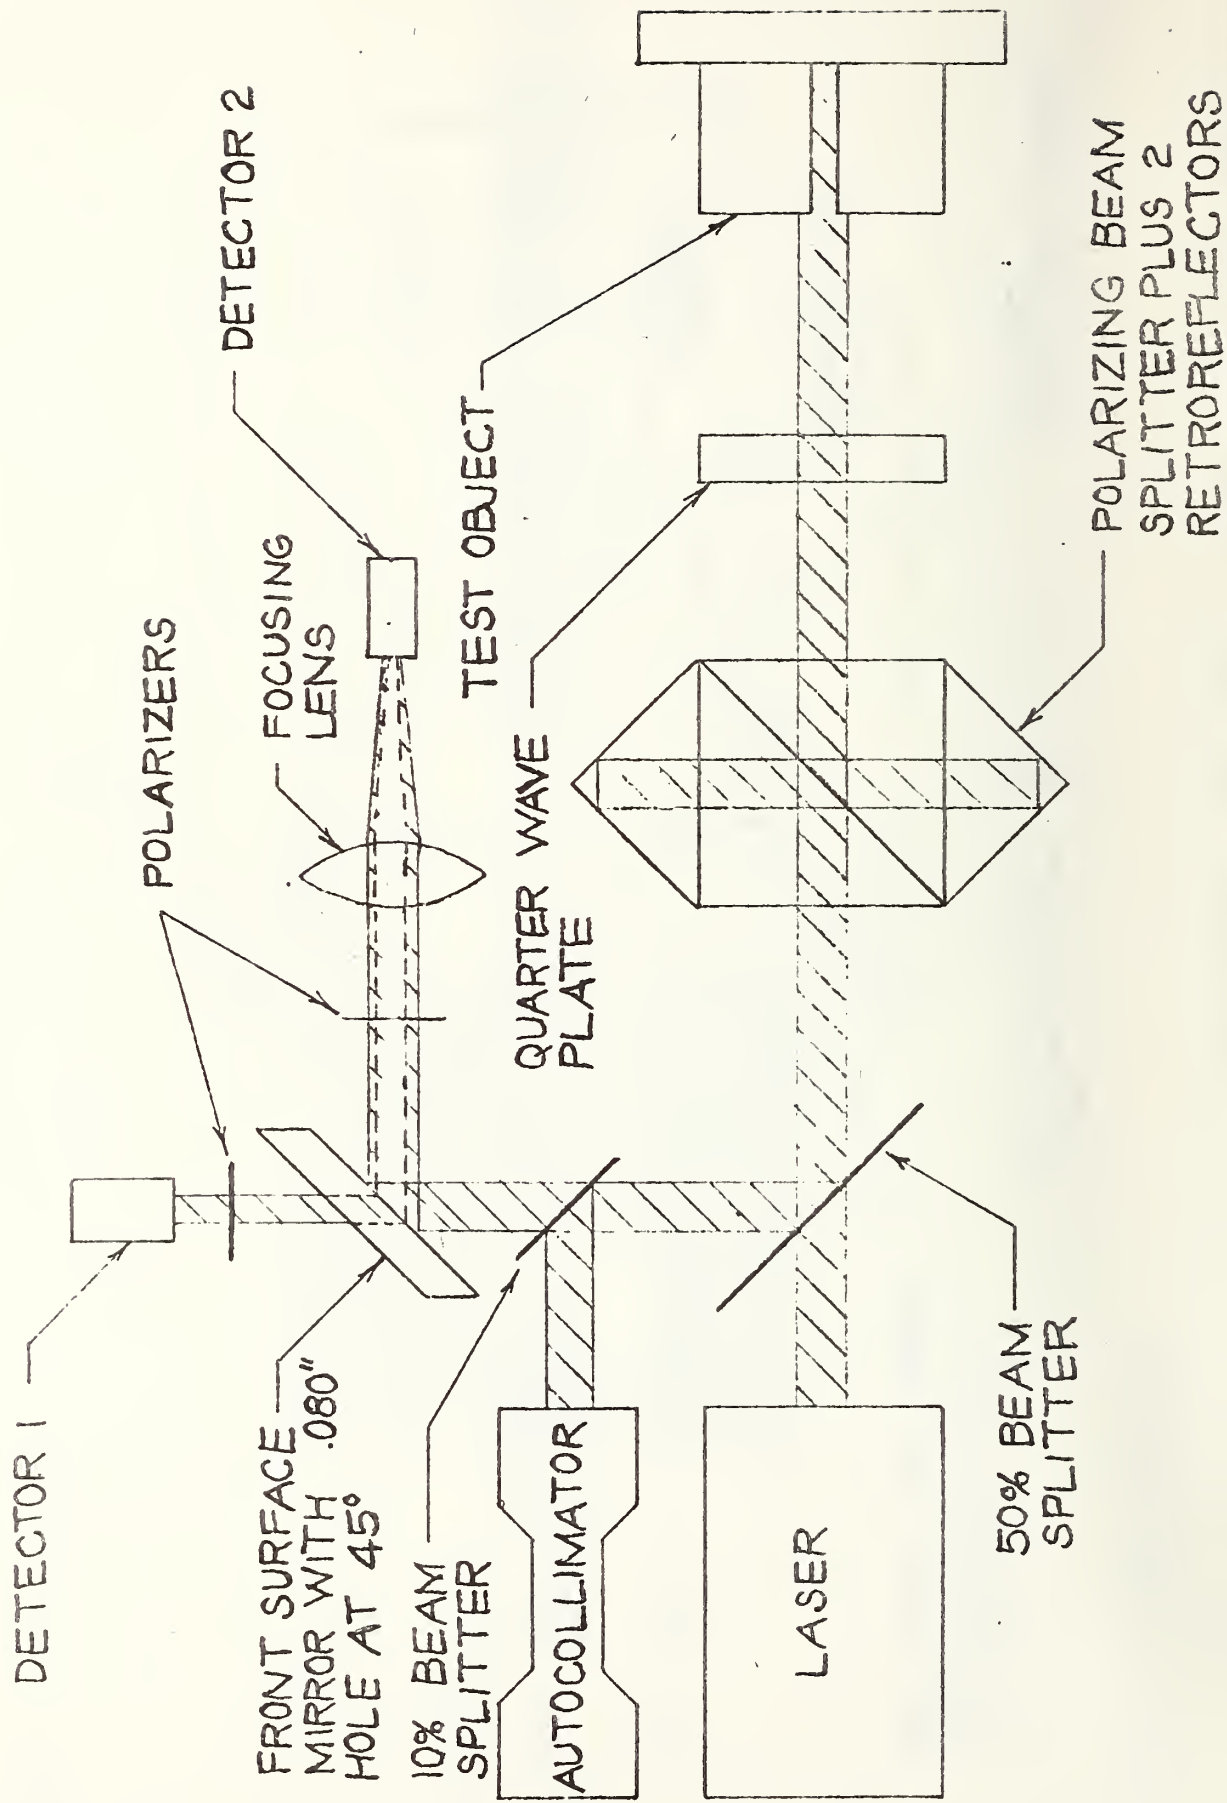 DETECTOR 1
FRONT SURFACE
MIRROR WITH .080"
HOLE AT 45°
10% BEAM
SPLITTER
AUTOCOLLIMATOR
LASER
50% BEAM
SPLITTER
POLARIZERS
FOCUSING
LENS
DETECTOR 2
QUARTER WAVE
PLATE
TEST OBJECT
POLARIZING BEAM
SPLITTER PLUS 2
RETROREFLECTORS